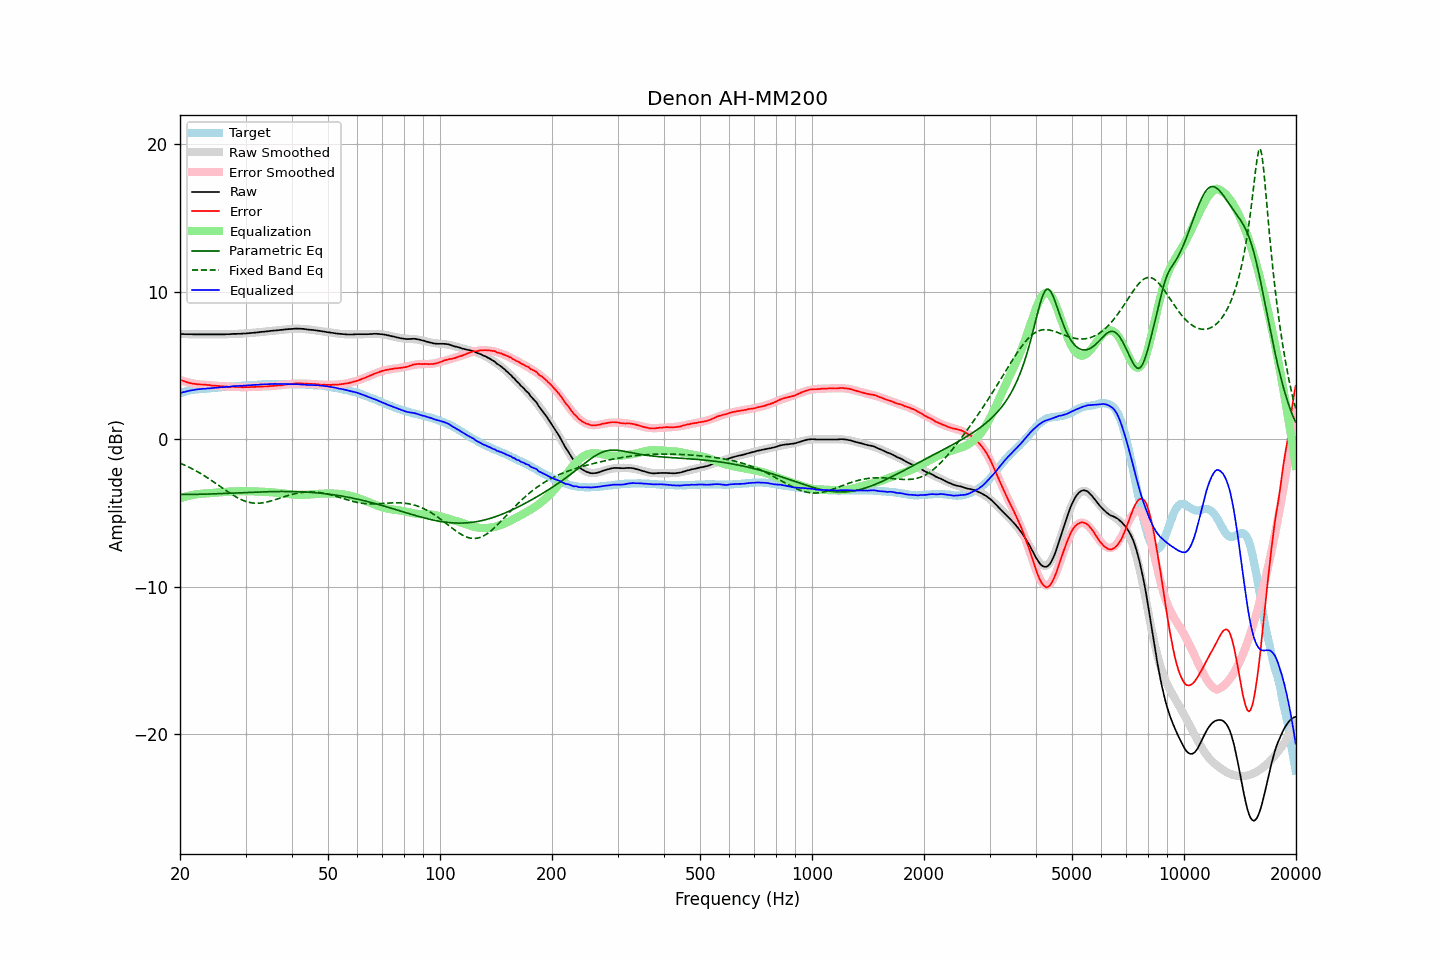 Denon AH-MM200
Target
Raw Smoothed
Error Smoothed
Raw
Error
Equalization
Parametric Eq
Fixed Band Eq
Equalized
20
10
0
−10
−20
Amplitude (dBr)
20
50
100
200
500
1000
2000
5000
10000
20000
Frequency (Hz)